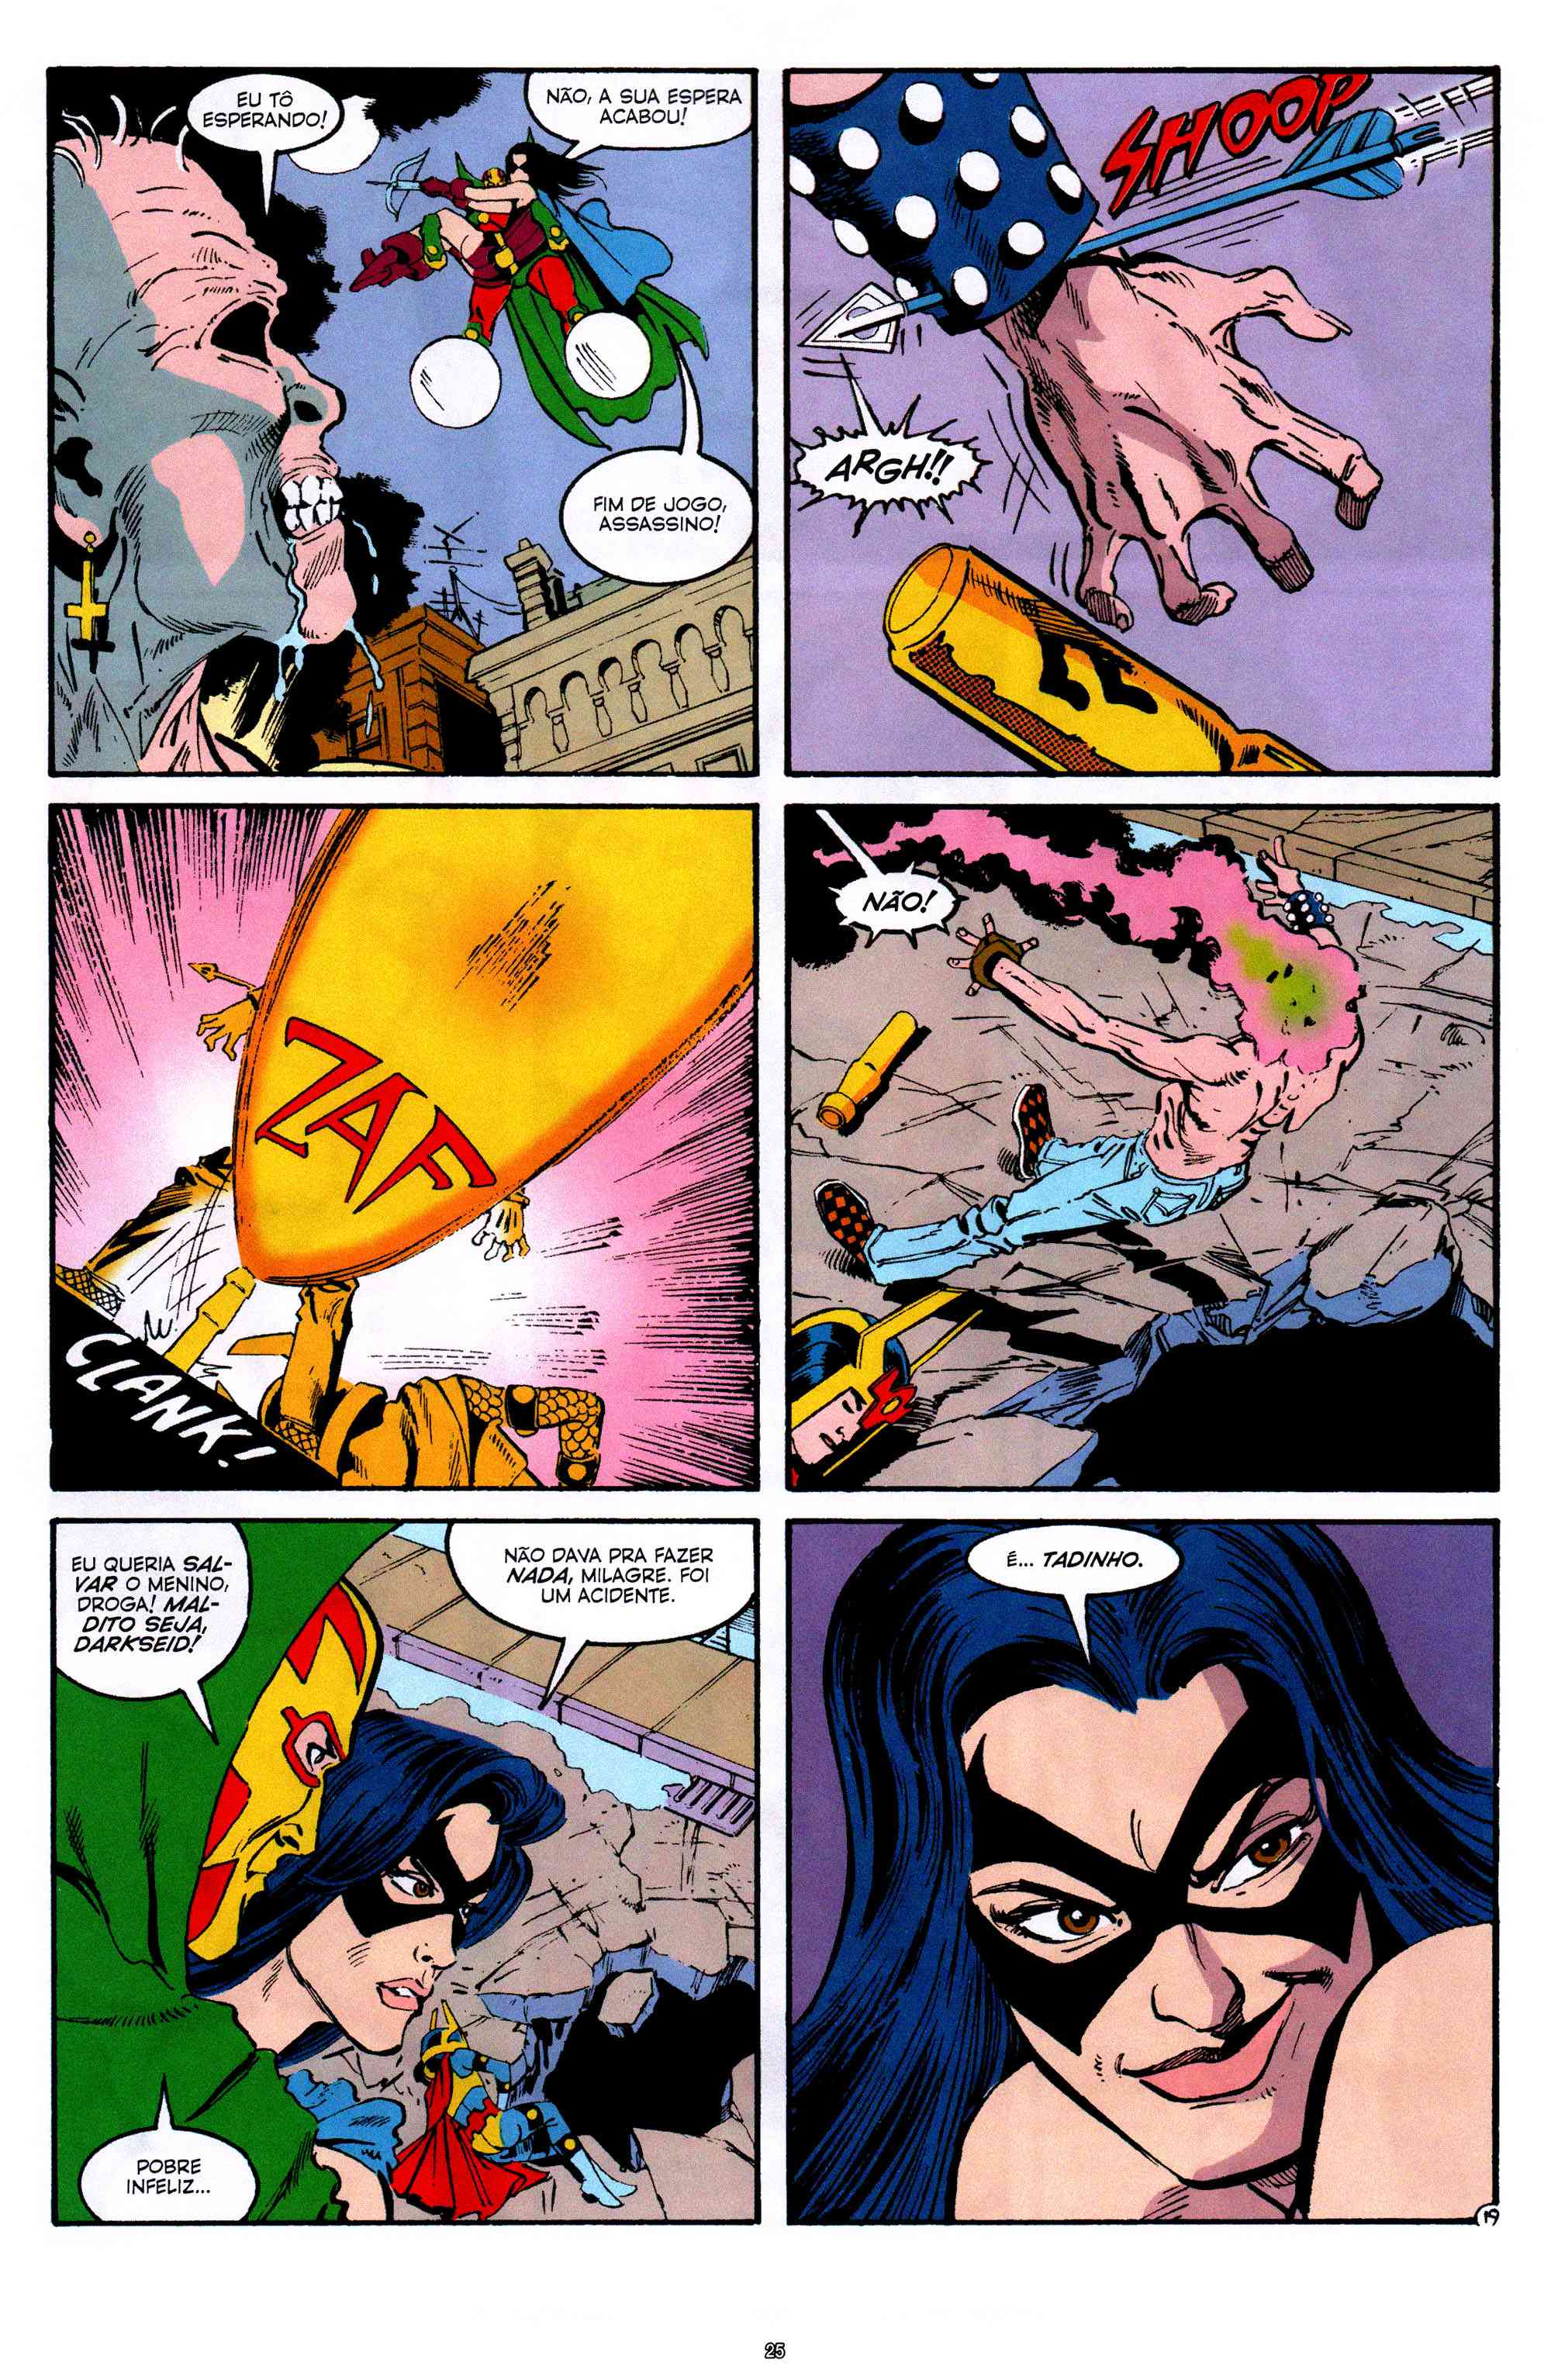 EU TÔ
ESPERANDO!
NÃO, A SUA ESPERA
ACABOU!
FIM DE JOGO,
ASSASSINO!
SHOOP
ARGH!!
ZAF
CLANK!
NÃO!
EU QUERIA SAL-
VAR O MENINO,
DROGA! MAL-
DITO SEJA,
DARKSEID!
NÃO DAVA PRA FAZER
NADA, MILAGRE. FOI
UM ACIDENTE.
POBRE
INFELIZ...
É... TADINHO.
19
25